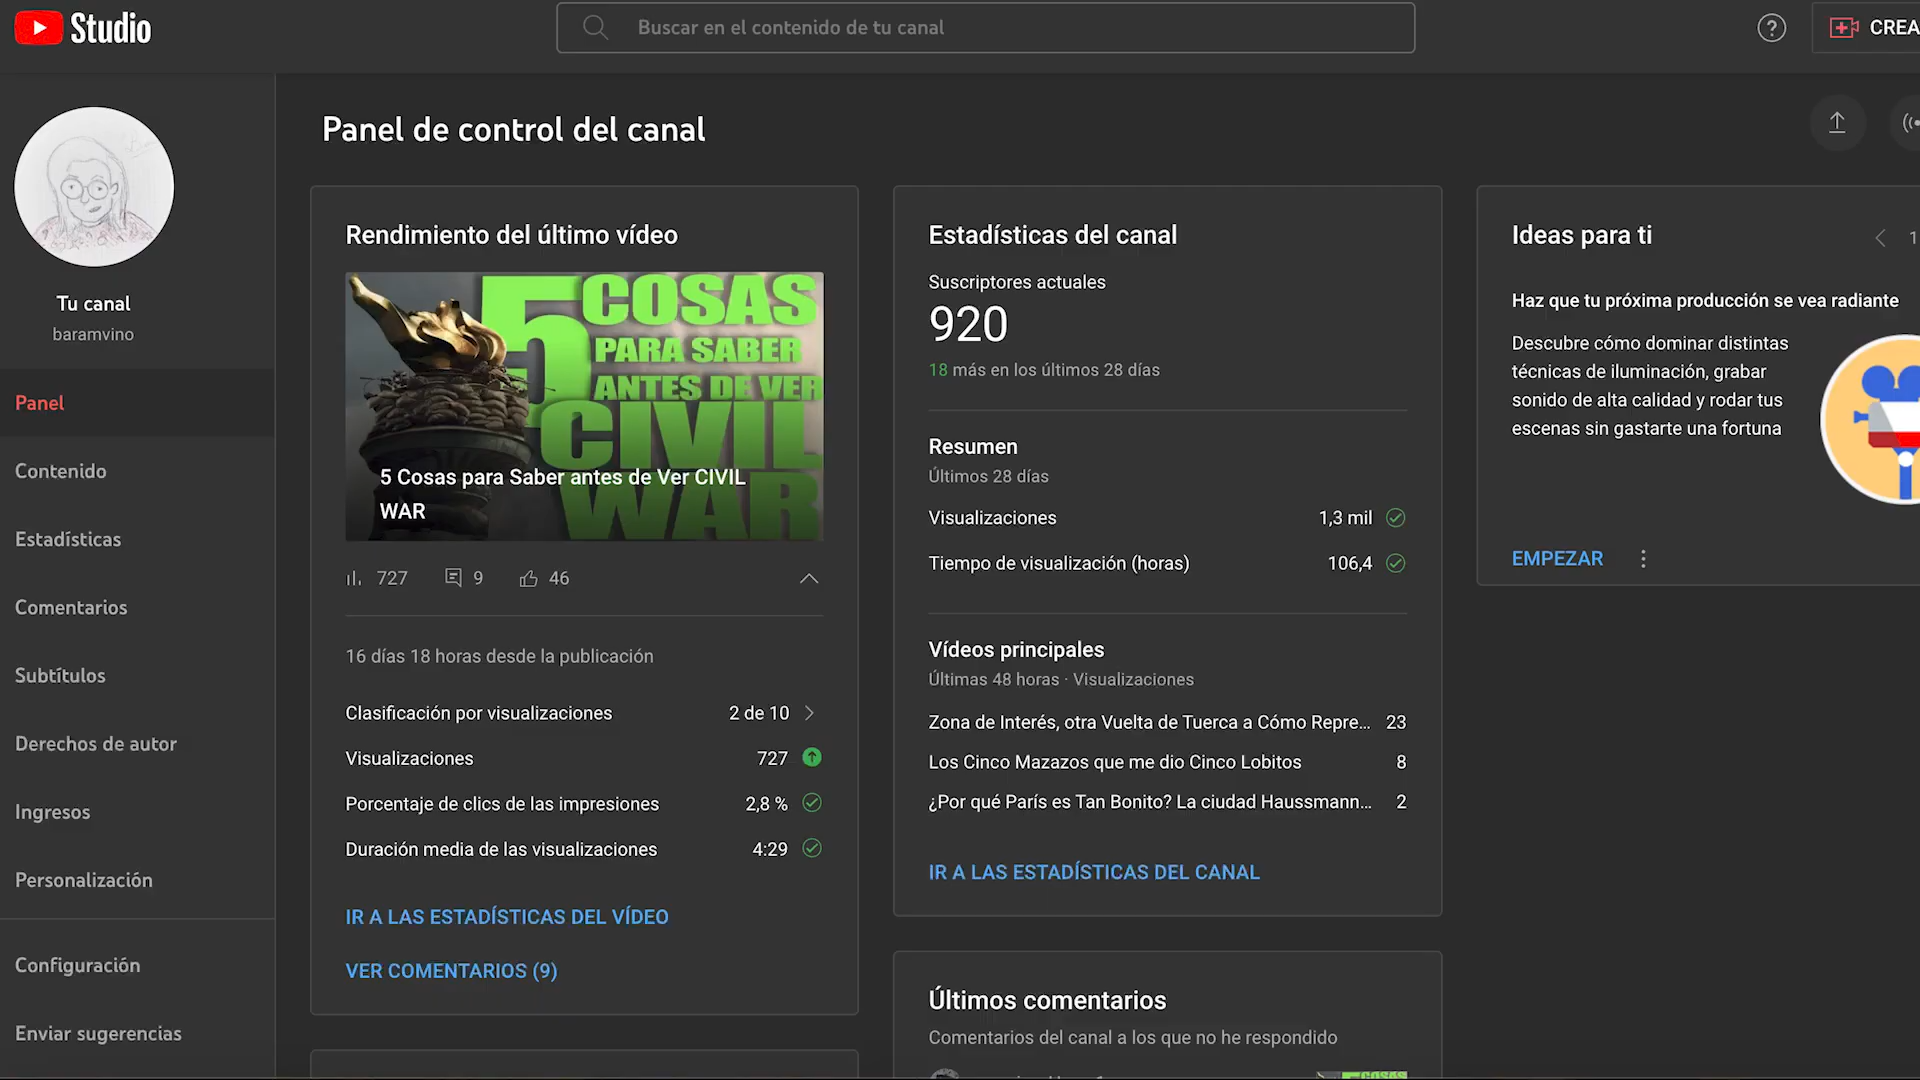 Studio
Buscar en el contenido de tu canal
CREA
Tu canal
baramvino
Panel
Contenido
Estadísticas
Comentarios
Subtítulos
Derechos de autor
Ingresos
Personalización
Configuración
Enviar sugerencias
Panel de control del canal
Rendimiento del último vídeo
5 COSAS
PARA SABER
ANTES DE VER
CIVIL
WAR
5 Cosas para Saber antes de Ver CIVIL
WAR
727 9 46
16 días 18 horas desde la publicación
Clasificación por visualizaciones 2 de 10
Visualizaciones 727
Porcentaje de clics de las impresiones 2,8 %
Duración media de las visualizaciones 4:29
IR A LAS ESTADÍSTICAS DEL VÍDEO
VER COMENTARIOS (9)
Estadísticas del canal
Suscriptores actuales
920
18 más en los últimos 28 días
Resumen
Últimos 28 días
Visualizaciones 1,3 mil
Tiempo de visualización (horas) 106,4
Vídeos principales
Últimas 48 horas · Visualizaciones
Zona de Interés, otra Vuelta de Tuerca a Cómo Repre... 23
Los Cinco Mazazos que me dio Cinco Lobitos 8
¿Por qué París es Tan Bonito? La ciudad Haussmann... 2
IR A LAS ESTADÍSTICAS DEL CANAL
Últimos comentarios
Comentarios del canal a los que no he respondido
Ideas para ti
1
Haz que tu próxima producción se vea radiante
Descubre cómo dominar distintas
técnicas de iluminación, grabar
sonido de alta calidad y rodar tus
escenas sin gastarte una fortuna
EMPEZAR